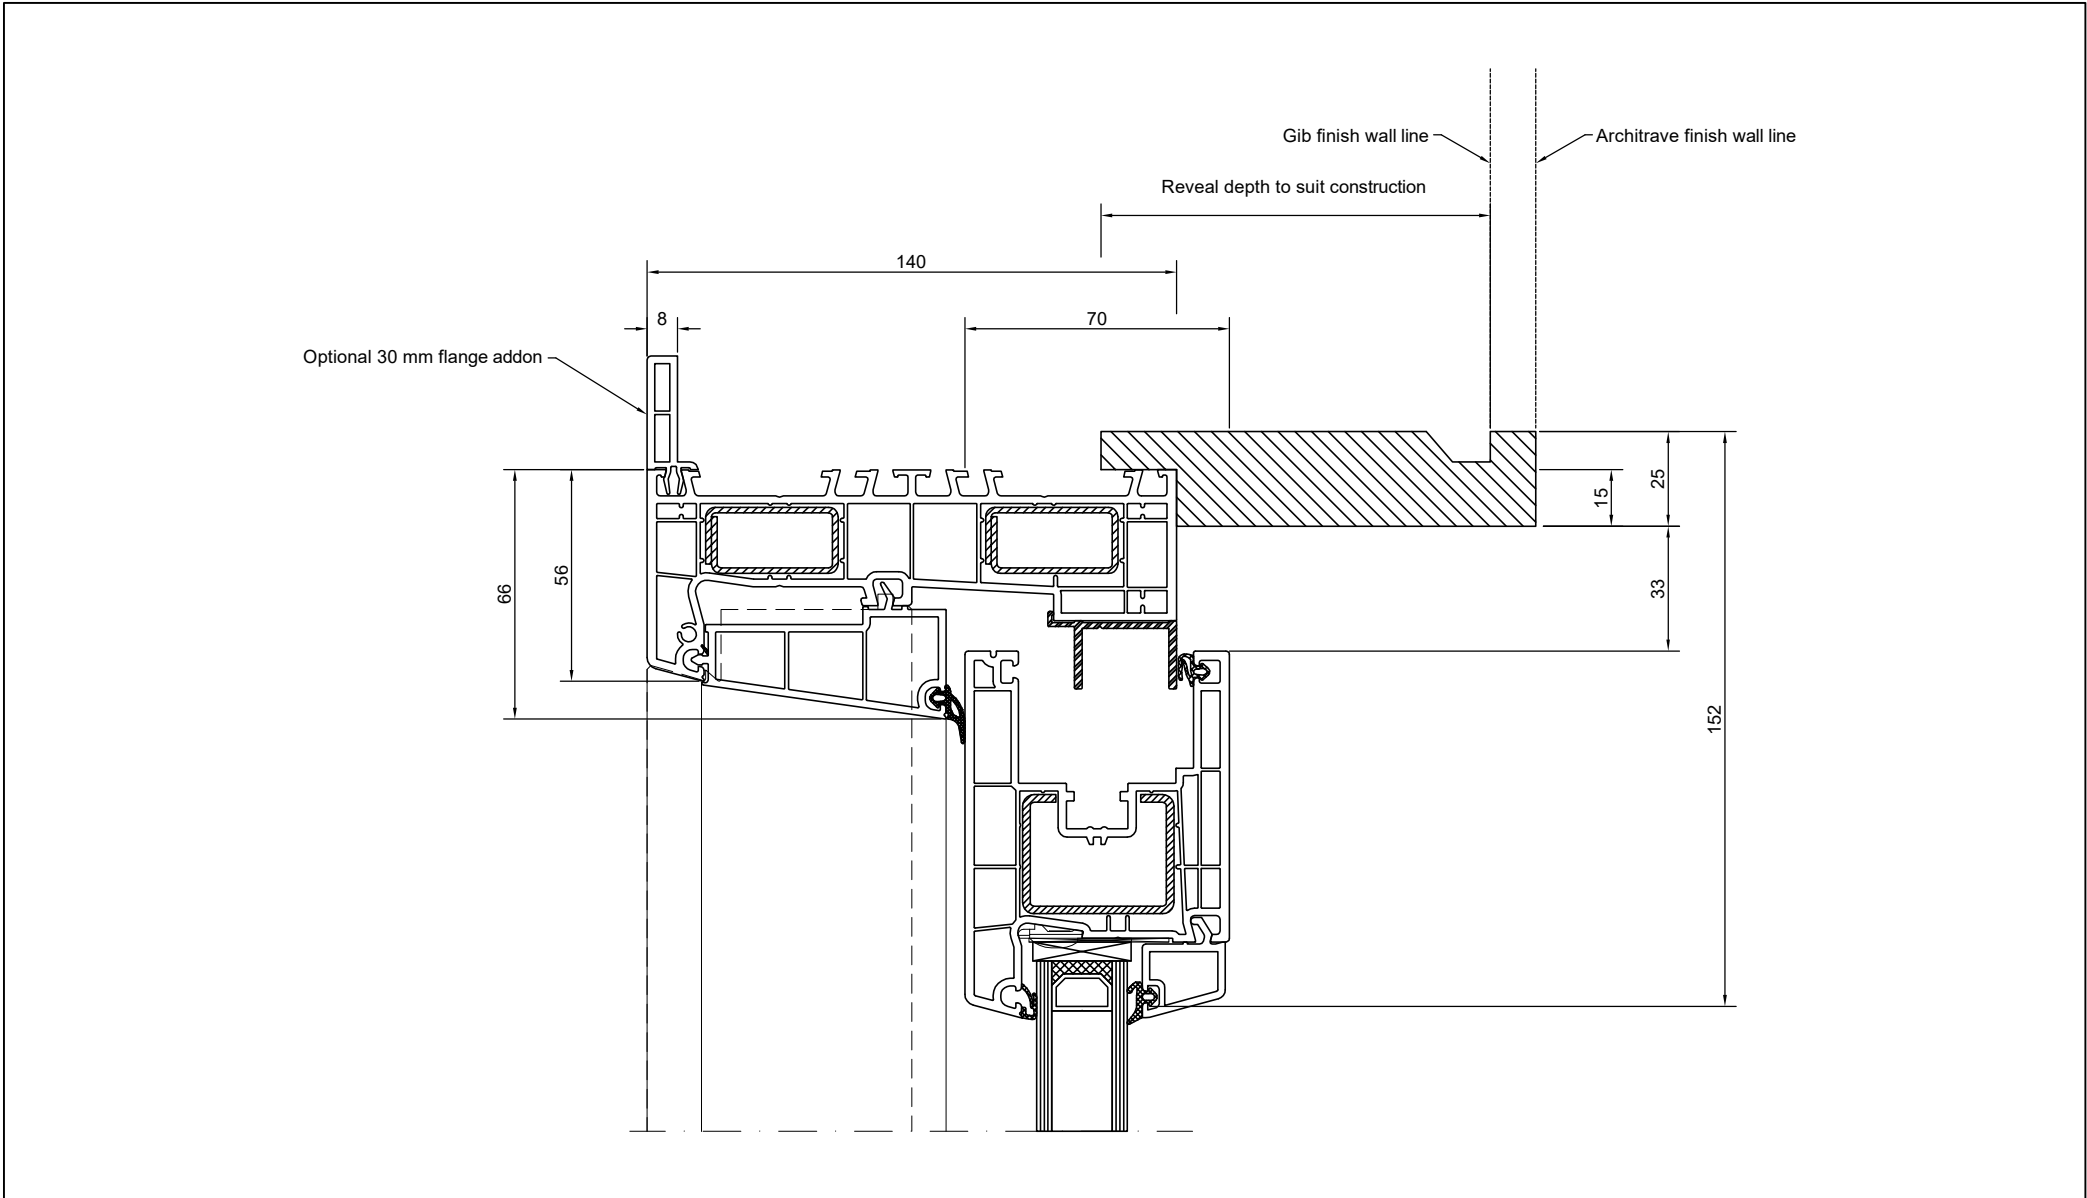 Gib finish wall line
Architrave finish wall line
Reveal depth to suit construction
140
8
70
Optional 30 mm flange addon
25
15
56
66
33
152